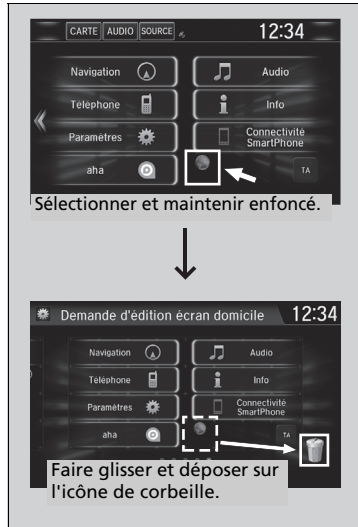 CARTE AUDIO SOURCE 12:34
Navigation Audio
Téléphone Info
Paramètres Connectivité
SmartPhone
aha TA
Sélectionner et maintenir enfoncé.
Demande d'édition écran domicile 12:34
Navigation Audio
Téléphone Info
Paramètres Connectivité
SmartPhone
aha TA
Faire glisser et déposer sur
l'icône de corbeille.